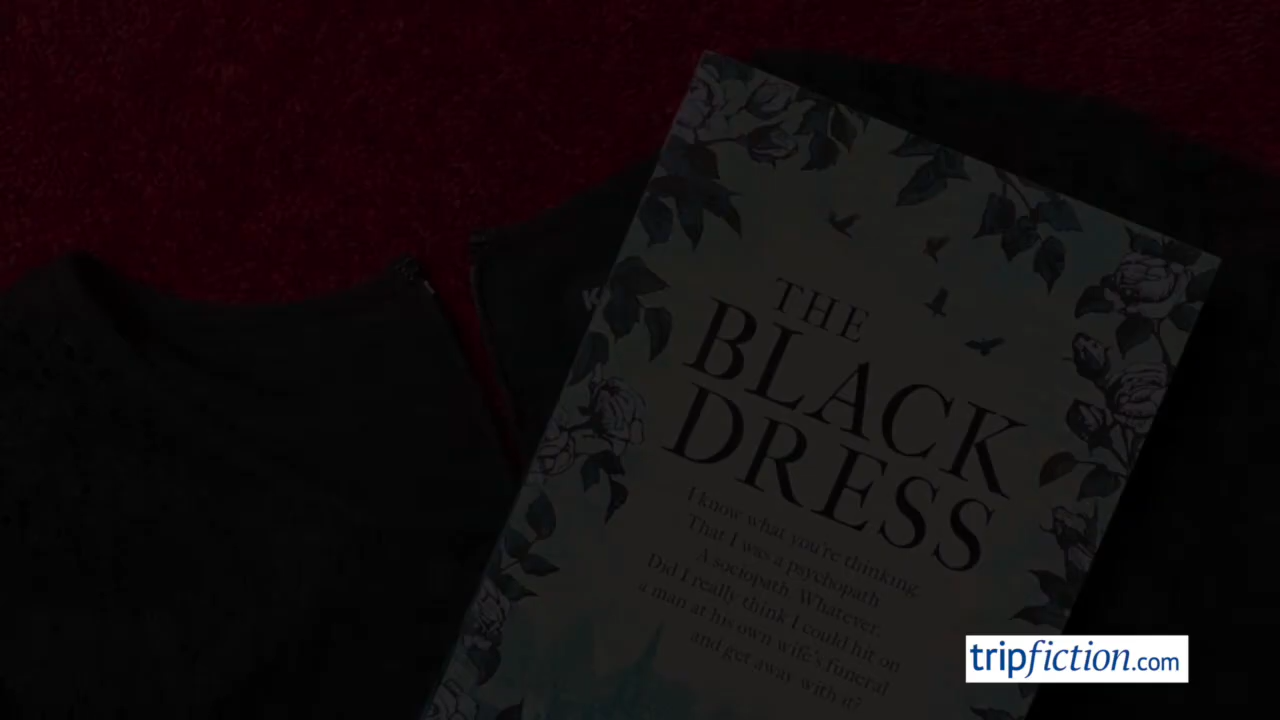 THE
BLACK
DRESS
I know what you're thinking.
That I was a psychopath
A sociopath. Whatever.
Did I really think I could hit on
a man at his own wife's funeral
and get away with it?
tripfiction.com